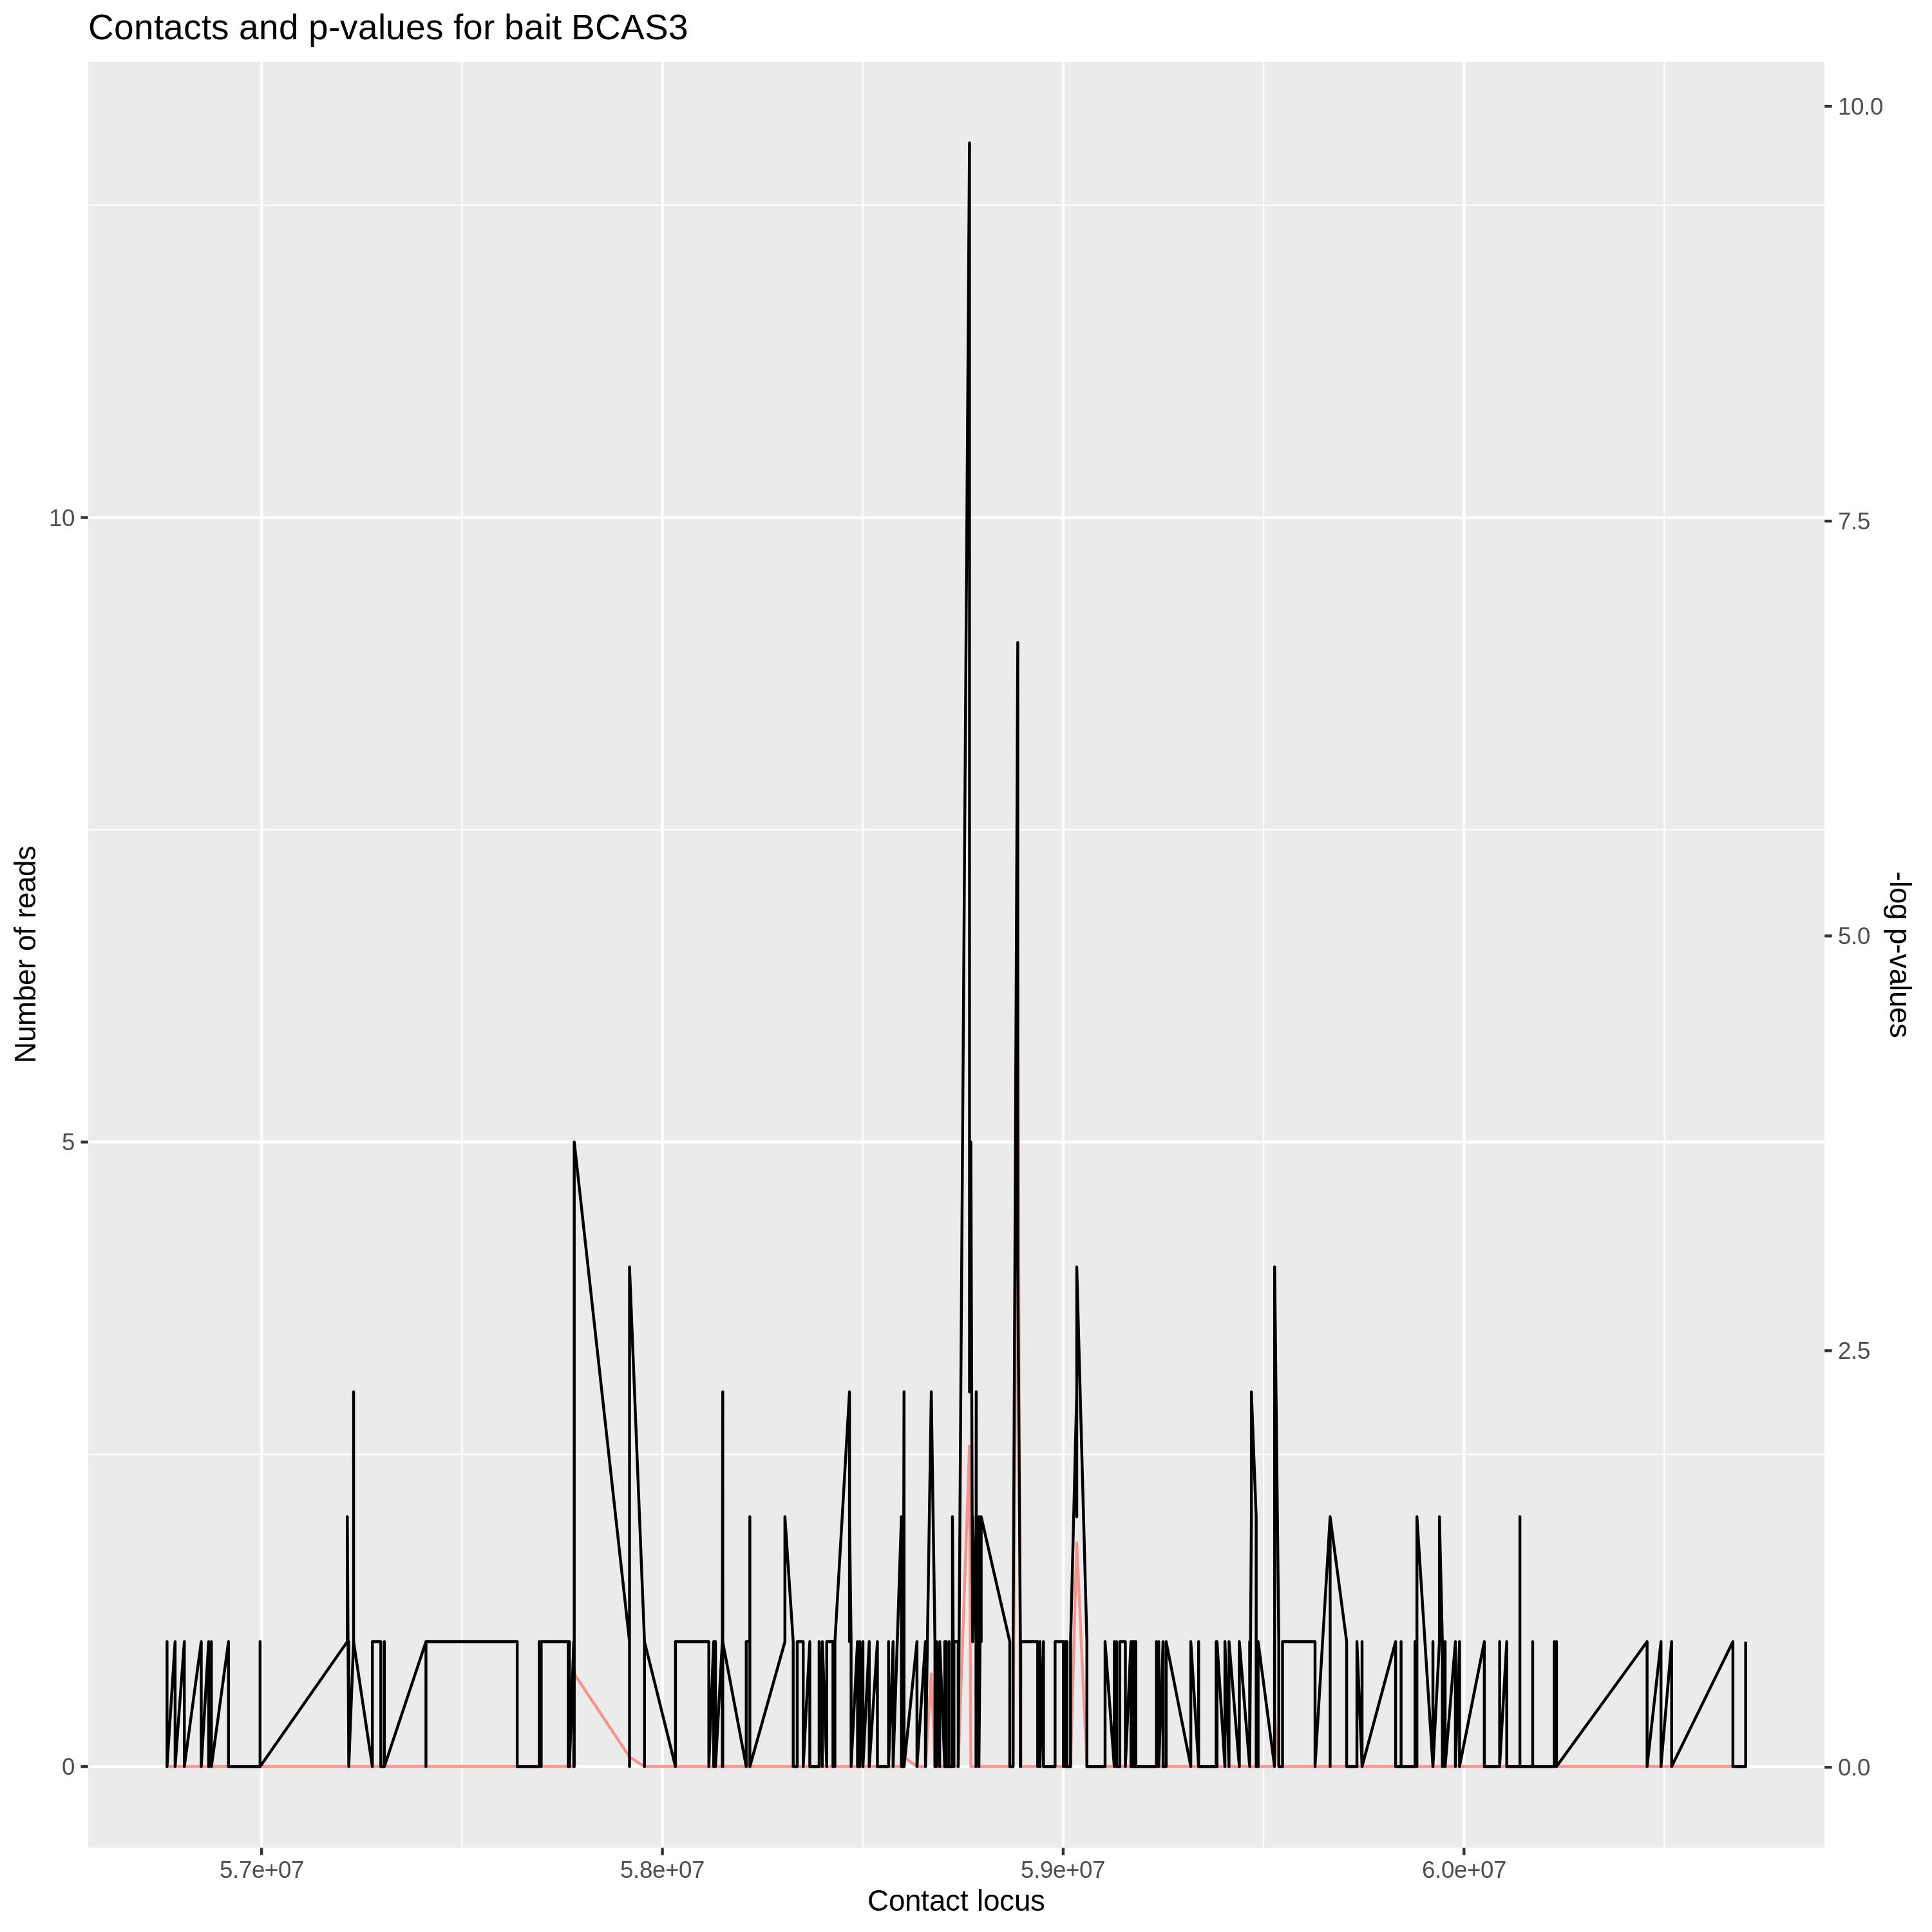 Contacts and p-values for bait BCAS3
10.0
10
7.5
Number of reads
-log p-values
5.0
5
2.5
0
0.0
5.7e+07
5.8e+07
5.9e+07
6.0e+07
Contact locus